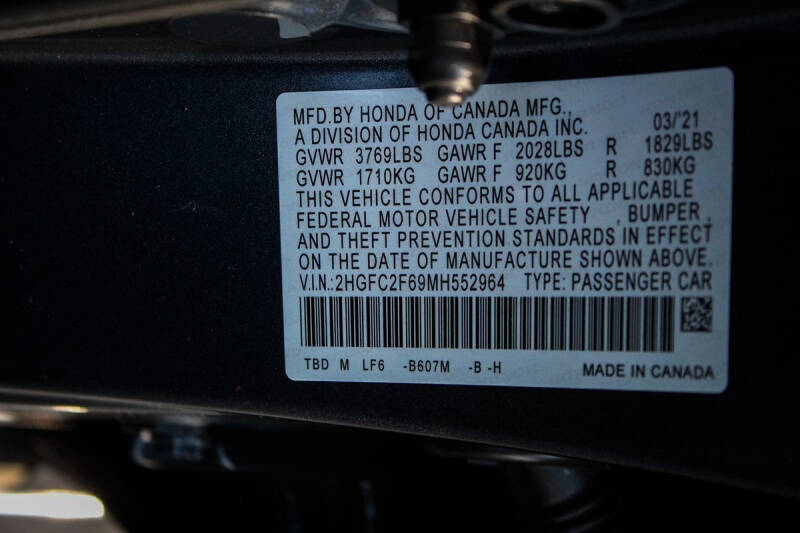 MFD.BY HONDA OF CANADA MFG.,
A DIVISION OF HONDA CANADA INC. 03/'21
GVWR 3769LBS GAWR F 2028LBS R 1829LBS
GVWR 1710KG GAWR F 920KG R 830KG
THIS VEHICLE CONFORMS TO ALL APPLICABLE
FEDERAL MOTOR VEHICLE SAFETY , BUMPER ,
AND THEFT PREVENTION STANDARDS IN EFFECT
ON THE DATE OF MANUFACTURE SHOWN ABOVE.
V.I.N.:2HGFC2F69MH552964 TYPE: PASSENGER CAR
TBD M LF6 -B607M -B -H MADE IN CANADA